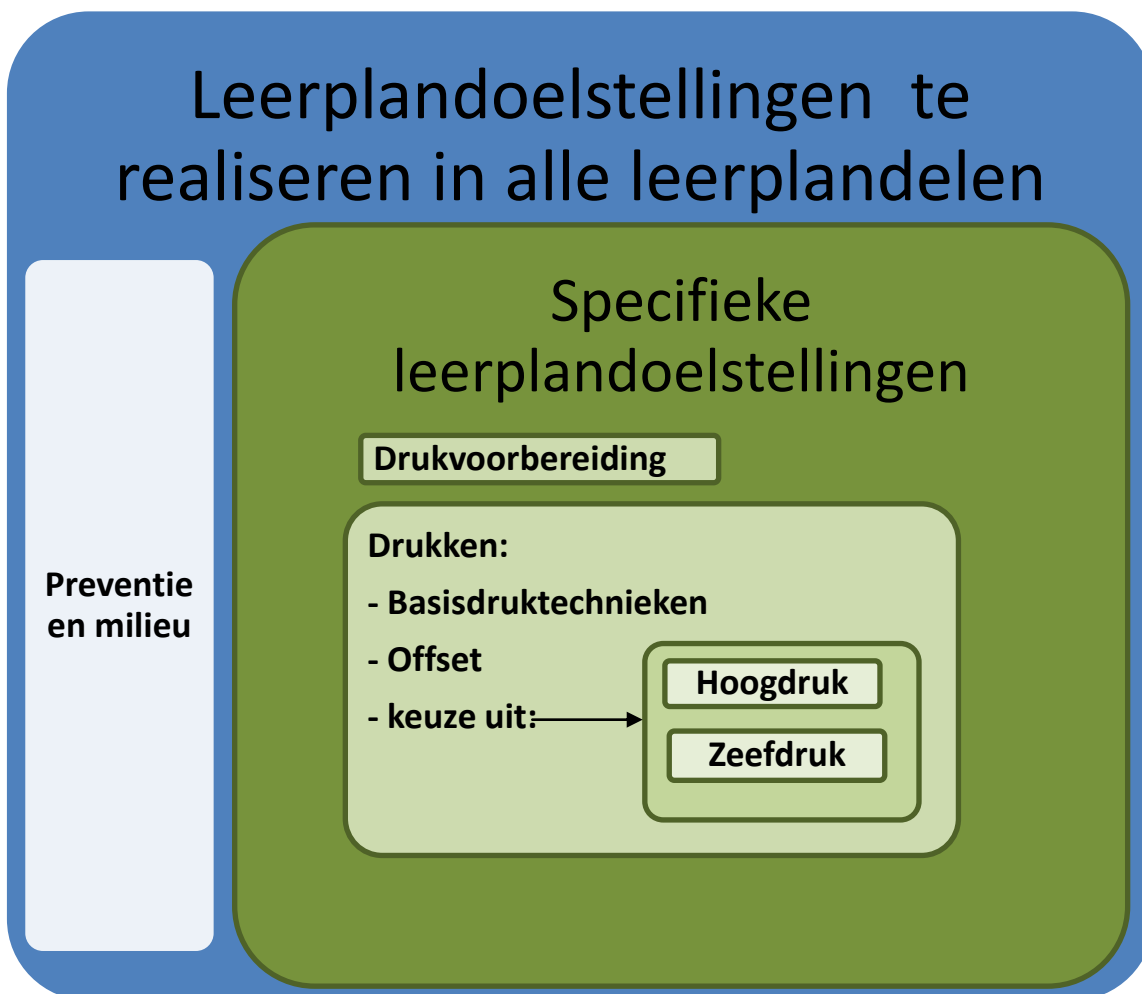 Leerplandoelstellingen te
realiseren in alle leerplandelen
Preventie
en milieu
Specifieke
leerplandoelstellingen
Drukvoorbereiding
Drukken:
- Basisdruktechnieken
- Offset
- keuze uit:
Hoogdruk
Zeefdruk